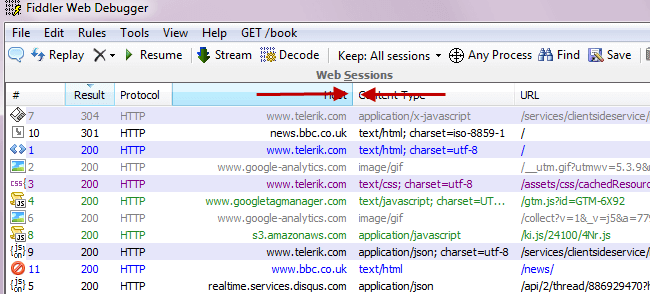 Fiddler Web Debugger
File Edit Rules Tools View Help GET /book
Replay X Resume Stream Decode Keep: All sessions Any Process Find Save
Web Sessions
# Result Protocol Host Content-Type URL
7 304 HTTP www.telerik.com application/x-javascript /services/clientsideservice/
10 301 HTTP news.bbc.co.uk text/html; charset=iso-8859-1 /
1 200 HTTP www.telerik.com text/html; charset=utf-8 /
2 200 HTTP www.google-analytics.com image/gif /__utm.gif?utmwv=5.3.9&
3 200 HTTP www.telerik.com text/css; charset=utf-8 /assets/css/cachedResourc
4 200 HTTP www.googletagmanager.com text/javascript; charset=UT... /gtm.js?id=GTM-6X92
6 200 HTTP www.google-analytics.com image/gif /collect?v=1&_v=j5&a=779
8 200 HTTP s3.amazonaws.com application/javascript /ki.js/24100/4Nr.js
9 200 HTTP www.telerik.com application/json; charset=utf-8 /services/clientsideservice/
11 200 HTTP www.bbc.co.uk text/html /news/
5 200 HTTP realtime.services.disqus.com application/json /api/2/thread/886929470?b